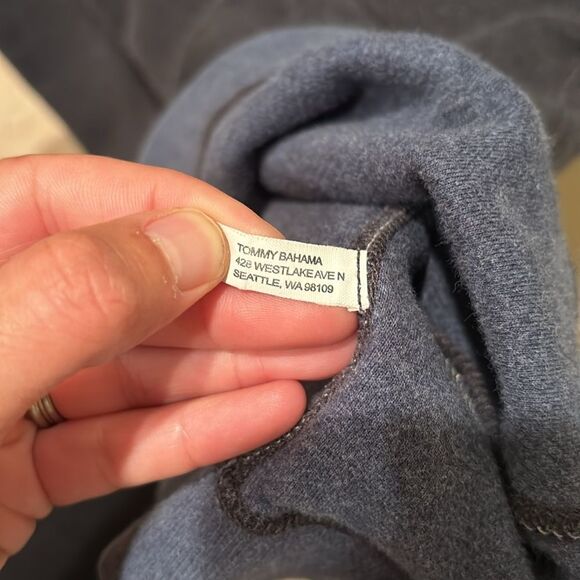 TOMMY BAHAMA
428 WESTLAKE AVE N
SEATTLE, WA 98109